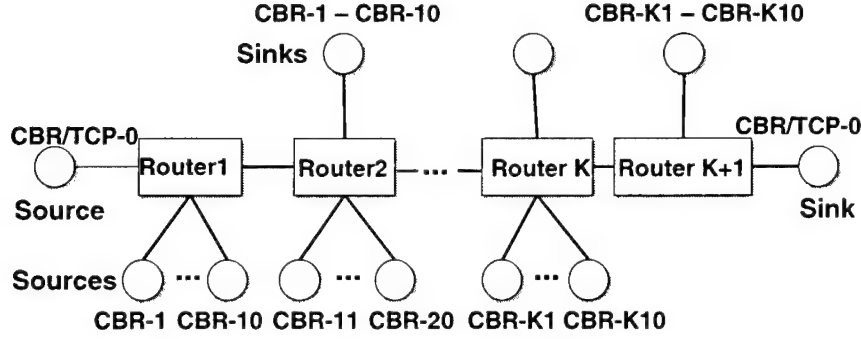 CBR-1 – CBR-10
CBR-K1 – CBR-K10
Sinks
CBR/TCP-0
CBR/TCP-0
Router1
Router2
...
Router K
Router K+1
Source
Sink
Sources
...
...
...
CBR-1
CBR-10
CBR-11
CBR-20
CBR-K1
CBR-K10